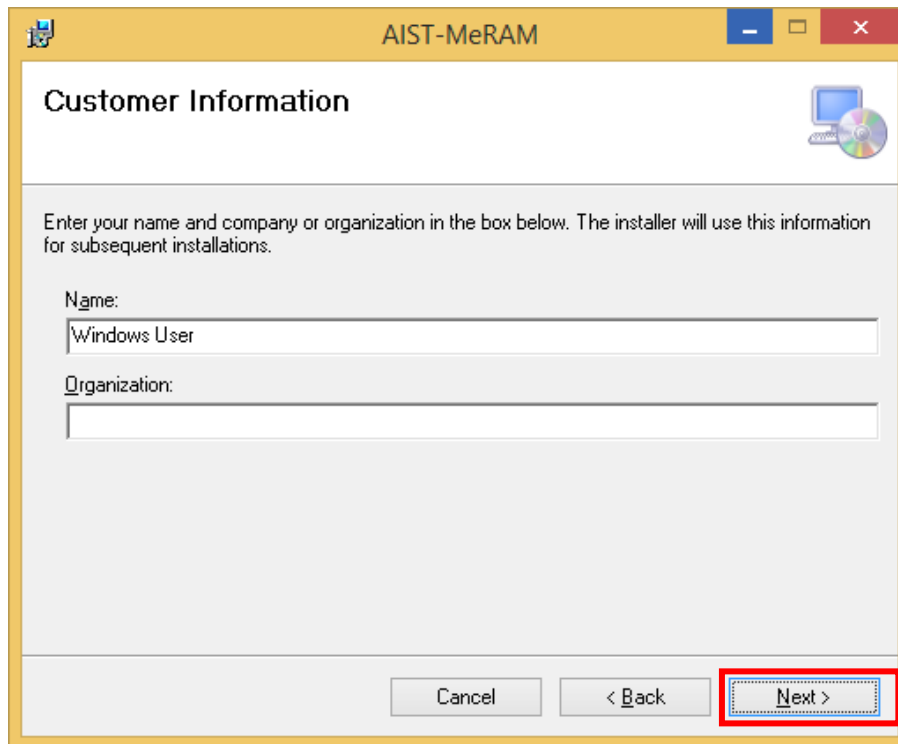 AIST-MeRAM
Customer Information
Enter your name and company or organization in the box below. The installer will use this information
for subsequent installations.
Name:
Windows User
Organization:
Cancel
< Back
Next >